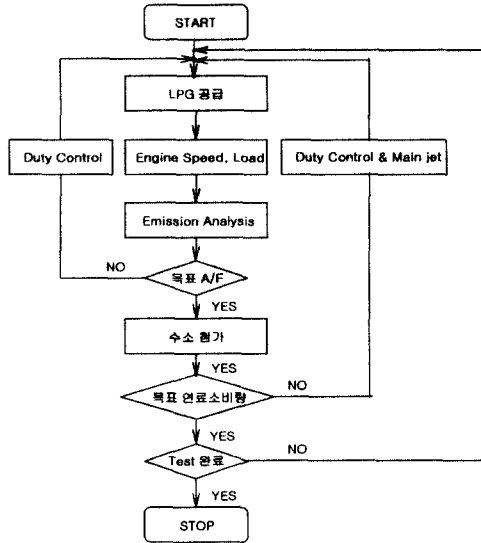 START
LPG 공급
Duty Control
Engine Speed, Load
Duty Control & Main jet
Emission Analysis
NO
목표 A/F
YES
수소 첨가
YES
목표 연료소비량
NO
YES
Test 완료
NO
YES
STOP